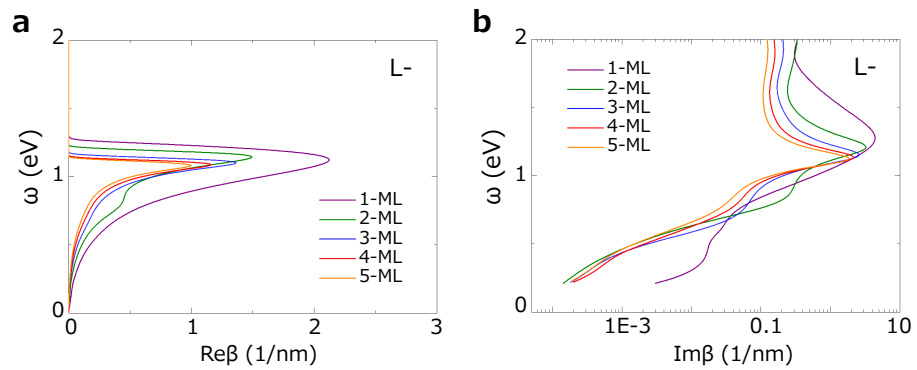 a
2
L-
ω (eV)
1
1-ML
2-ML
3-ML
4-ML
5-ML
0
0
1
2
3
Reβ (1/nm)
b
2
1-ML
2-ML
3-ML
4-ML
5-ML
L-
ω (eV)
1
0
1E-3
0.1
10
Imβ (1/nm)